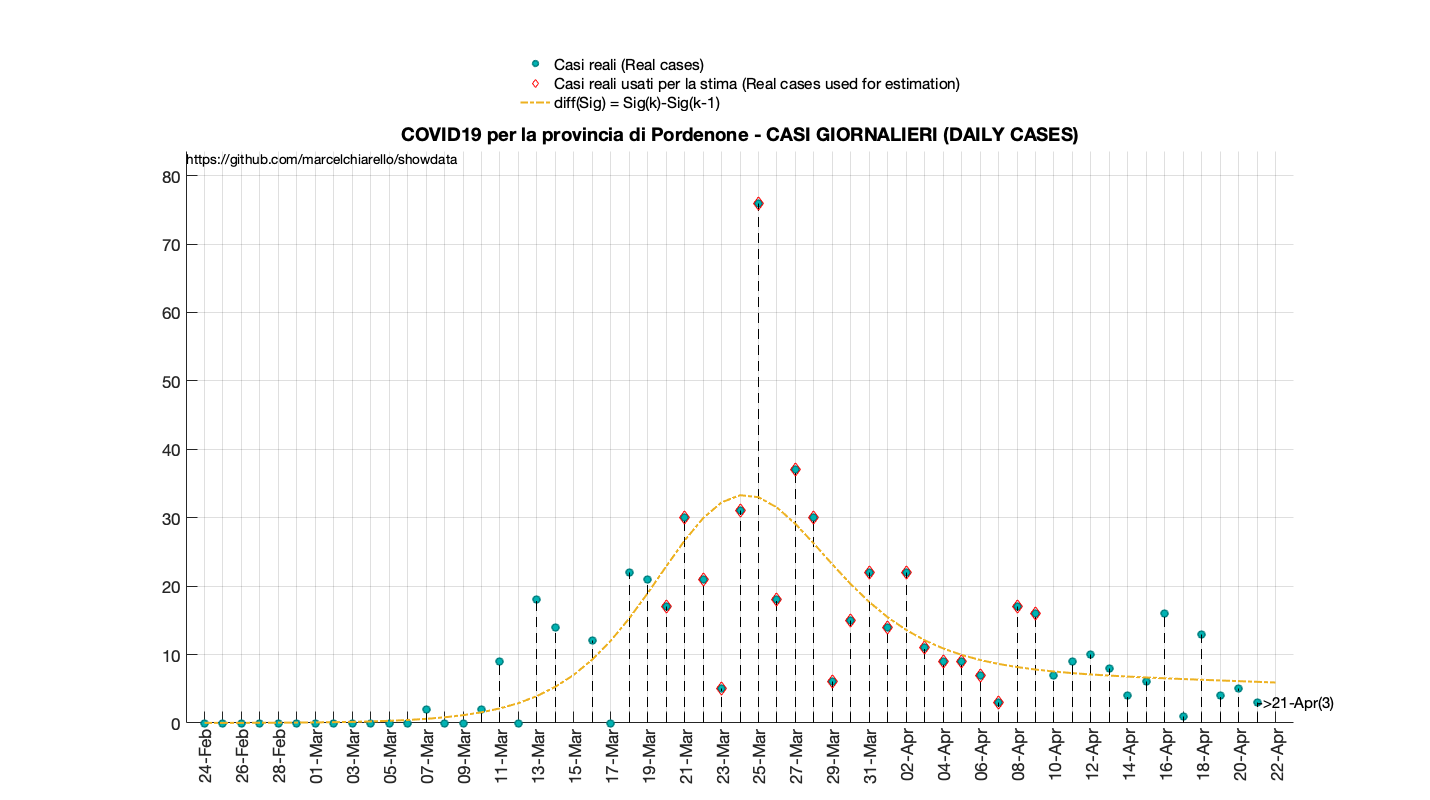 Casi reali (Real cases)
Casi reali usati per la stima (Real cases used for estimation)
diff(Sig) = Sig(k)-Sig(k-1)
COVID19 per la provincia di Pordenone - CASI GIORNALIERI (DAILY CASES)
https://github.com/marcelchiarello/showdata
80
70
60
50
40
30
20
10
0
->21-Apr(3)
24-Feb
26-Feb
28-Feb
01-Mar
03-Mar
05-Mar
07-Mar
09-Mar
11-Mar
13-Mar
15-Mar
17-Mar
19-Mar
21-Mar
23-Mar
25-Mar
27-Mar
29-Mar
31-Mar
02-Apr
04-Apr
06-Apr
08-Apr
10-Apr
12-Apr
14-Apr
16-Apr
18-Apr
20-Apr
22-Apr